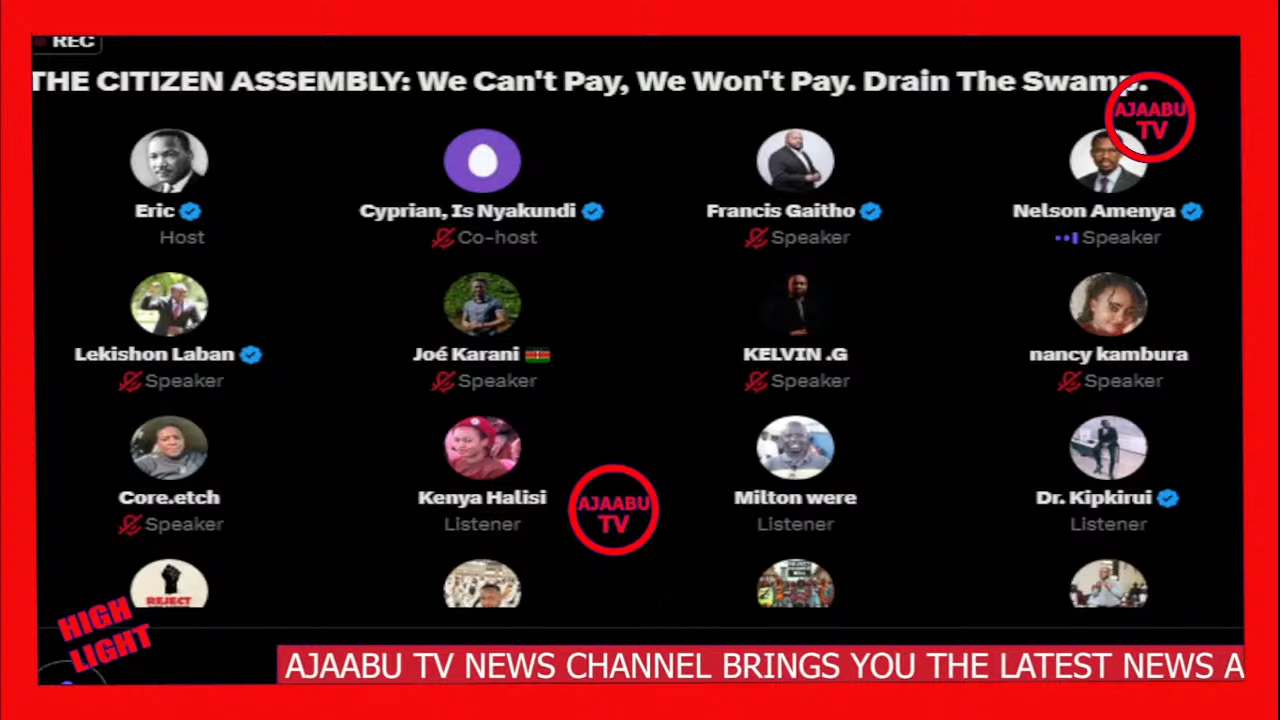 REC
THE CITIZEN ASSEMBLY: We Can't Pay, We Won't Pay. Drain The Swamp.
AJAABU
TV
Eric
Host
Cyprian, Is Nyakundi
Co-host
Francis Gaitho
Speaker
Nelson Amenya
Speaker
Lekishon Laban
Speaker
Joé Karani
Speaker
KELVIN .G
Speaker
nancy kambura
Speaker
Core.etch
Speaker
Kenya Halisi
Listener
AJAABU
TV
Milton were
Listener
Dr. Kipkirui
Listener
REJECT
HIGH
LIGHT
AJAABU TV NEWS CHANNEL BRINGS YOU THE LATEST NEWS A